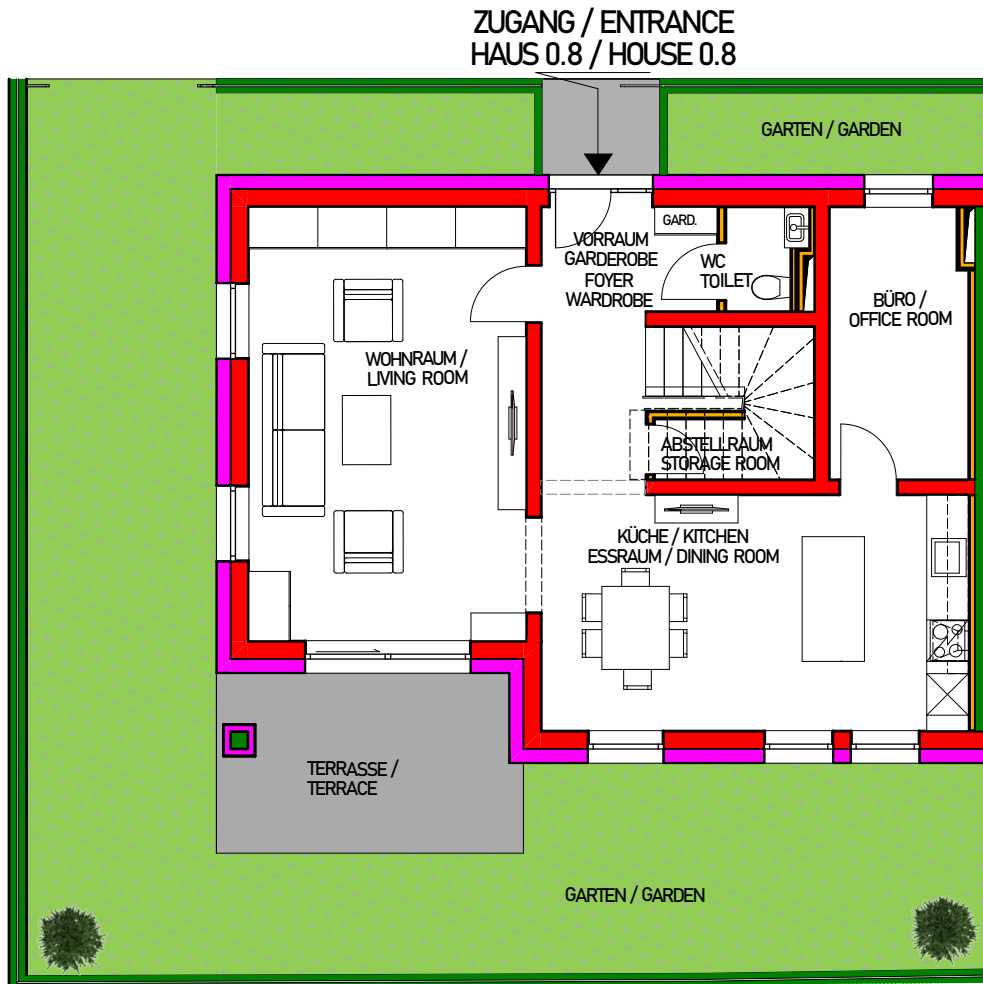 ZUGANG / ENTRANCE
HAUS 0.8 / HOUSE 0.8
GARTEN / GARDEN
GARD.
VORRAUM
GARDEROBE
FOYER
WARDROBE
WC
TOILET
BÜRO /
OFFICE ROOM
WOHNRAUM /
LIVING ROOM
ABSTELLRAUM
STORAGE ROOM
KÜCHE / KITCHEN
ESSRAUM / DINING ROOM
TERRASSE /
TERRACE
GARTEN / GARDEN